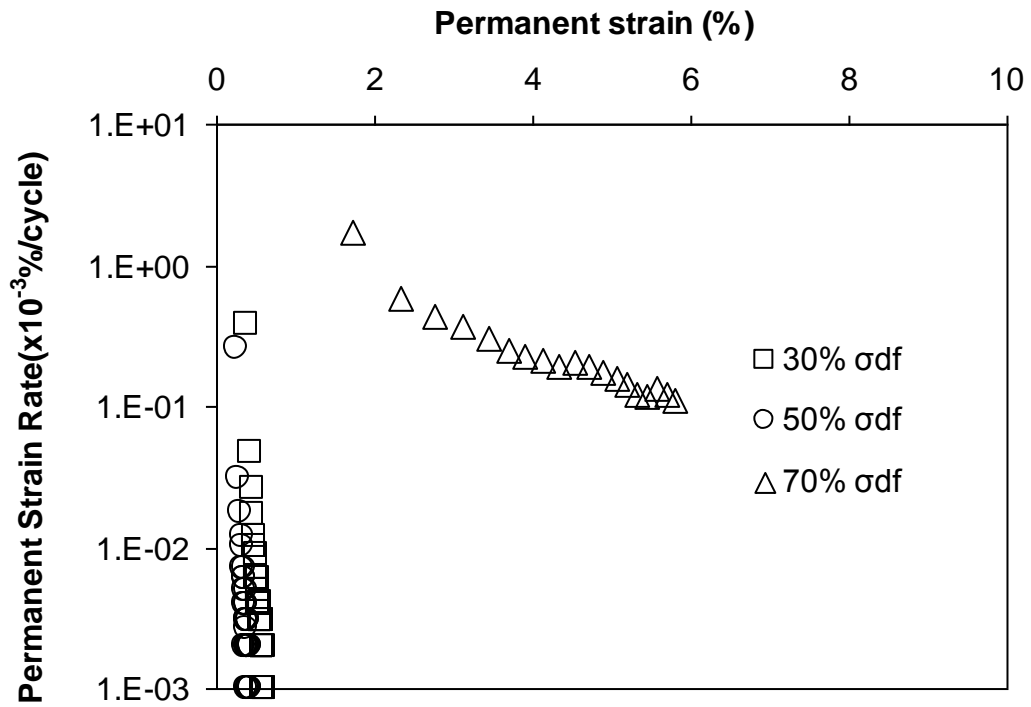 Permanent strain (%)
0 2 4 6 8 10
Permanent Strain Rate(x10⁻³%/cycle)
1.E+01
1.E+00
1.E-01
1.E-02
1.E-03
30% σdf
50% σdf
70% σdf